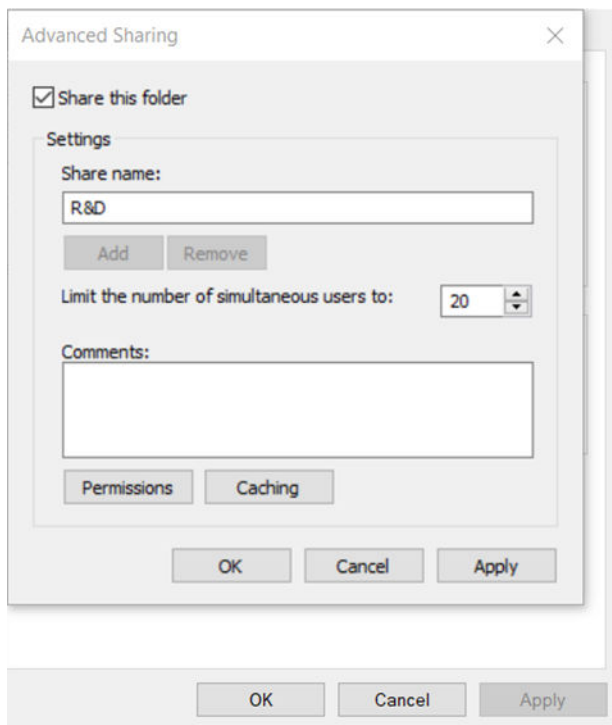 Advanced Sharing
Share this folder
Settings
Share name:
R&D
Add Remove
Limit the number of simultaneous users to: 20
Comments:
Permissions Caching
OK Cancel Apply
OK Cancel Apply